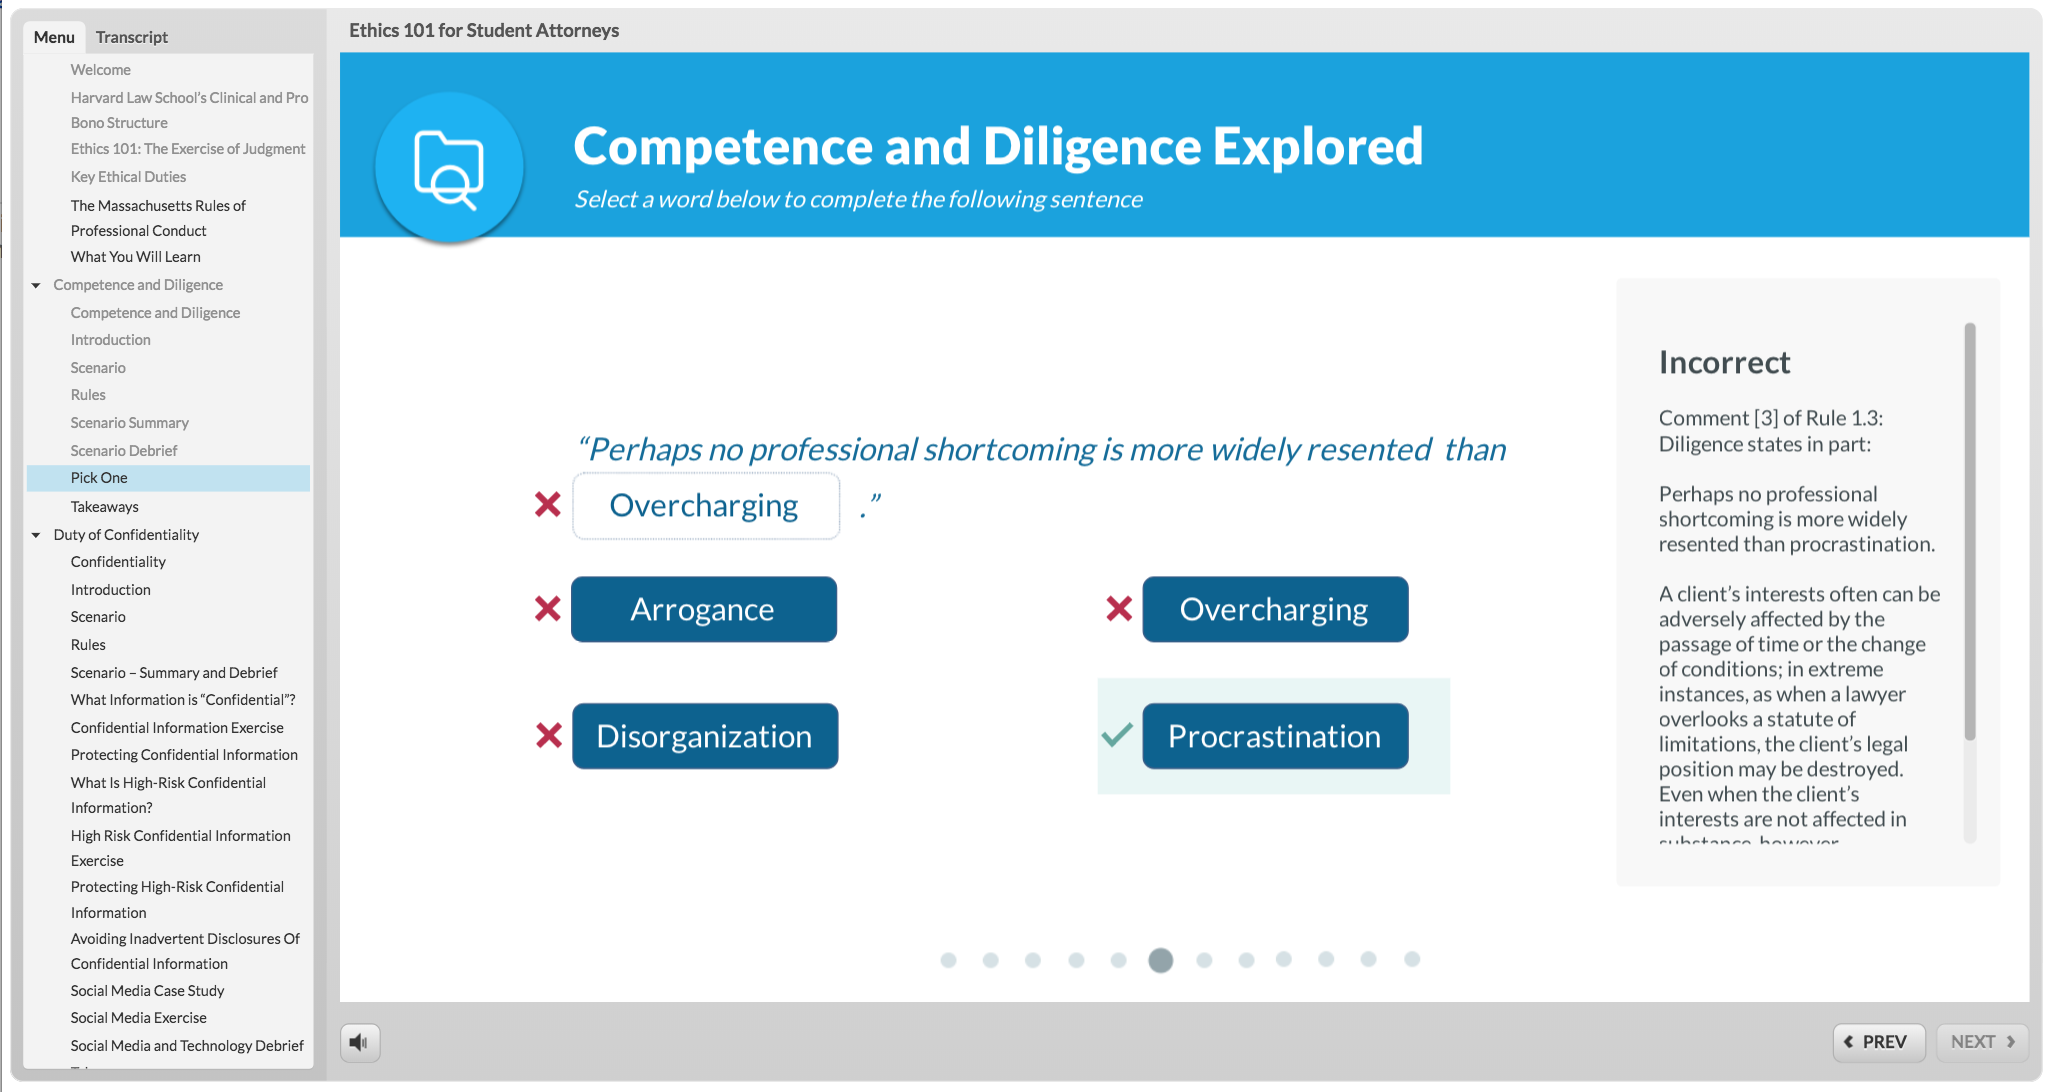 Menu
Transcript
Welcome
Harvard Law School's Clinical and Pro
Bono Structure
Ethics 101: The Exercise of Judgment
Key Ethical Duties
The Massachusetts Rules of
Professional Conduct
What You Will Learn
Competence and Diligence
Competence and Diligence
Introduction
Scenario
Rules
Scenario Summary
Scenario Debrief
Pick One
Takeaways
Duty of Confidentiality
Confidentiality
Introduction
Scenario
Rules
Scenario – Summary and Debrief
What Information is “Confidential”?
Confidential Information Exercise
Protecting Confidential Information
What Is High-Risk Confidential
Information?
High Risk Confidential Information
Exercise
Protecting High-Risk Confidential
Information
Avoiding Inadvertent Disclosures Of
Confidential Information
Social Media Case Study
Social Media Exercise
Social Media and Technology Debrief
Ethics 101 for Student Attorneys
Competence and Diligence Explored
Select a word below to complete the following sentence
“Perhaps no professional shortcoming is more widely resented than
Overcharging .”
Arrogance
Overcharging
Disorganization
Procrastination
Incorrect
Comment [3] of Rule 1.3:
Diligence states in part:
Perhaps no professional
shortcoming is more widely
resented than procrastination.
A client’s interests often can be
adversely affected by the
passage of time or the change
of conditions; in extreme
instances, as when a lawyer
overlooks a statute of
limitations, the client’s legal
position may be destroyed.
Even when the client’s
interests are not affected in
substance, however
PREV
NEXT